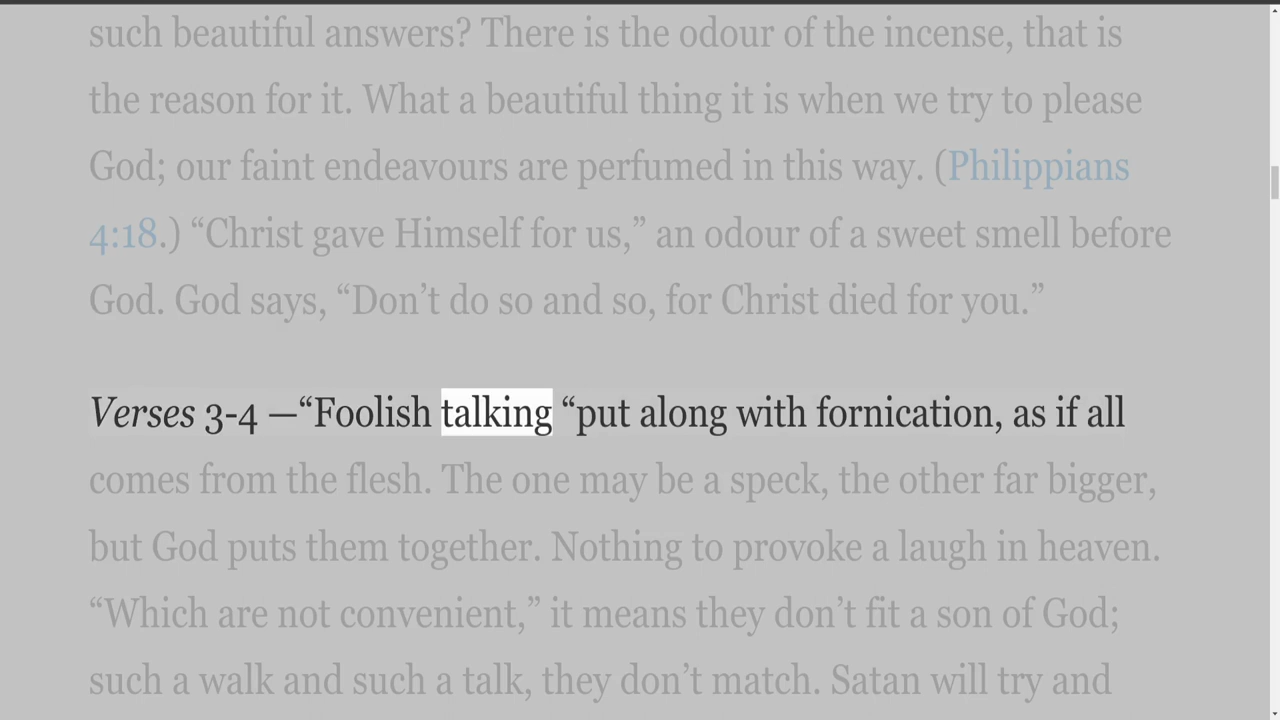 such beautiful answers? There is the odour of the incense, that is
the reason for it. What a beautiful thing it is when we try to please
God; our faint endeavours are perfumed in this way. (Philippians
4:18.) “Christ gave Himself for us,” an odour of a sweet smell before
God. God says, “Don’t do so and so, for Christ died for you.”
Verses 3-4 —“Foolish talking “put along with fornication, as if all
comes from the flesh. The one may be a speck, the other far bigger,
but God puts them together. Nothing to provoke a laugh in heaven.
“Which are not convenient,” it means they don’t fit a son of God;
such a walk and such a talk, they don’t match. Satan will try and